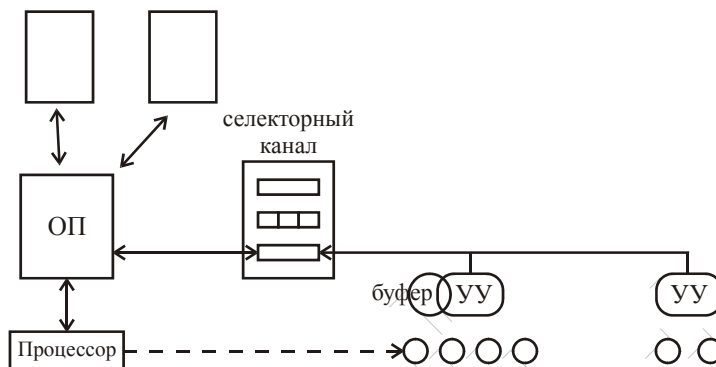 селекторный
канал
ОП
буфер
УУ
УУ
Процессор